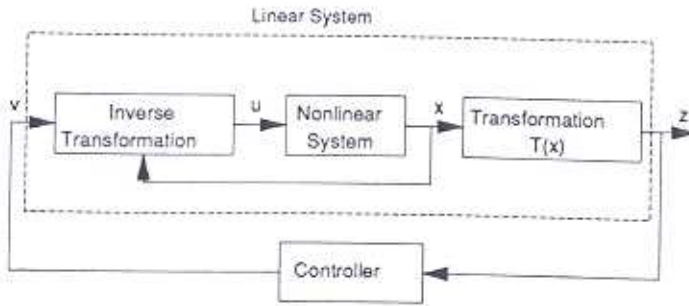 Linear System
v
Inverse
Transformation
u
Nonlinear
System
x
Transformation
T(x)
z
Controller